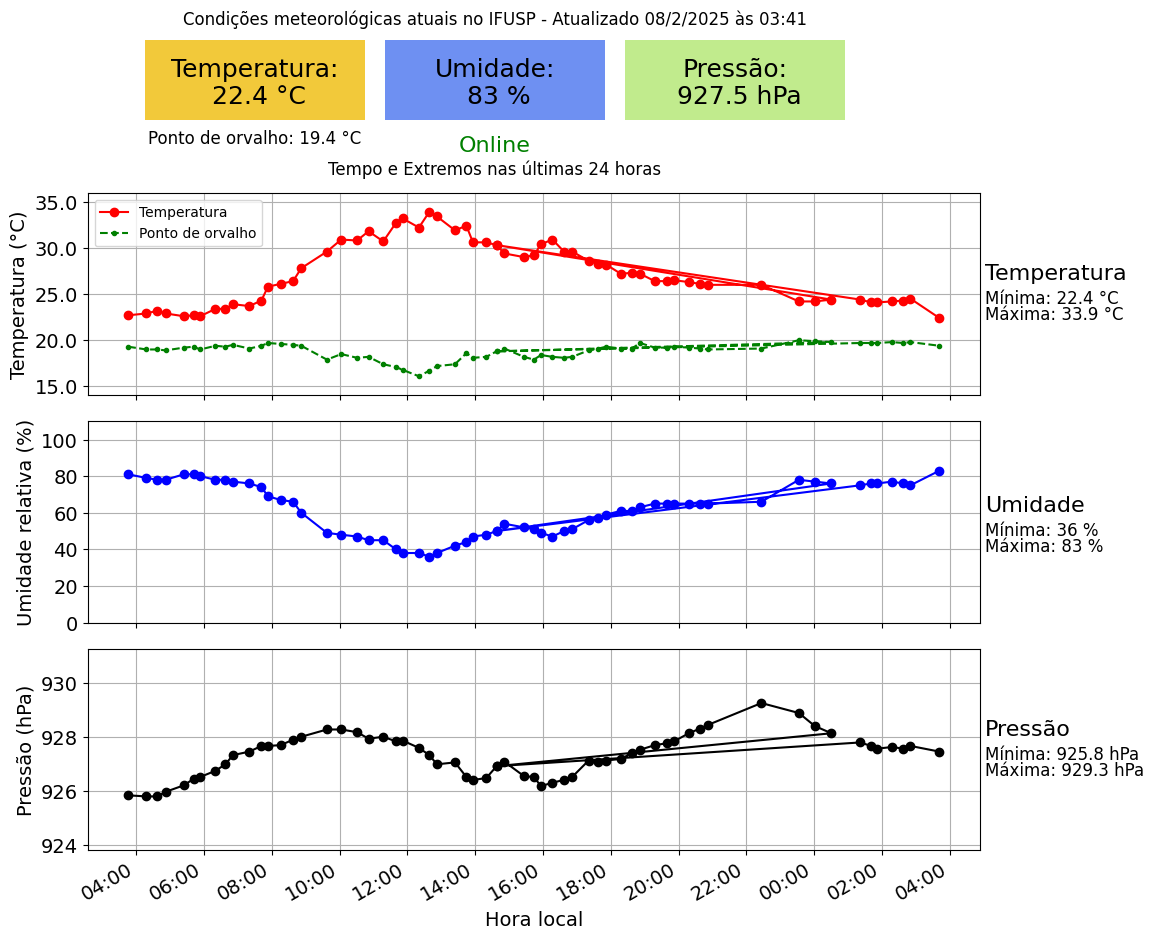 Condições meteorológicas atuais no IFUSP - Atualizado 08/2/2025 às 03:41
Temperatura:
22.4 °C
Umidade:
83 %
Pressão:
927.5 hPa
Ponto de orvalho: 19.4 °C
Online
Tempo e Extremos nas últimas 24 horas
Temperatura (°C)
35.0
30.0
25.0
20.0
15.0
Temperatura
Ponto de orvalho
Temperatura
Mínima: 22.4 °C
Máxima: 33.9 °C
Umidade relativa (%)
100
80
60
40
20
0
Umidade
Mínima: 36 %
Máxima: 83 %
Pressão (hPa)
930
928
926
924
Pressão
Mínima: 925.8 hPa
Máxima: 929.3 hPa
04:00 06:00 08:00 10:00 12:00 14:00 16:00 18:00 20:00 22:00 00:00 02:00 04:00
Hora local